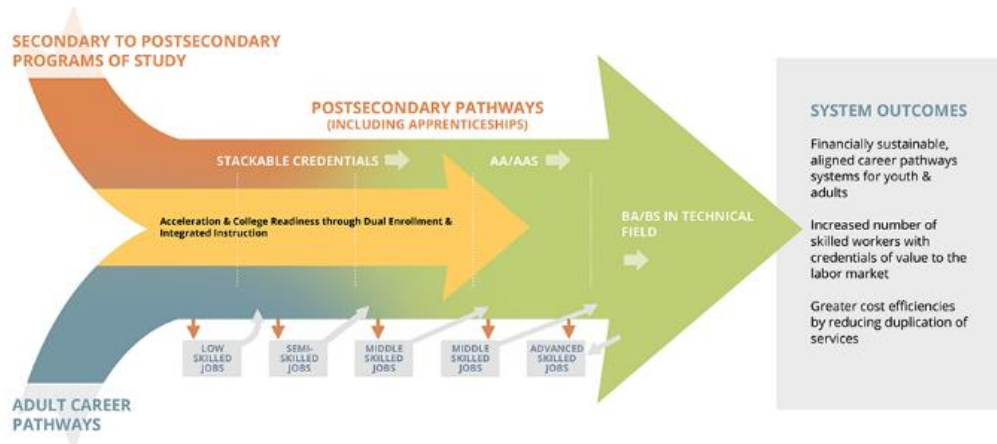 SECONDARY TO POSTSECONDARY
PROGRAMS OF STUDY
POSTSECONDARY PATHWAYS
(INCLUDING APPRENTICESHIPS)
STACKABLE CREDENTIALS
AA/AAS
Acceleration & College Readiness through Dual Enrollment &
Integrated Instruction
BA/BS IN TECHNICAL
FIELD
LOW
SKILLED
JOBS
SEMI-
SKILLED
JOBS
MIDDLE
SKILLED
JOBS
MIDDLE
SKILLED
JOBS
ADVANCED
SKILLED
JOBS
ADULT CAREER
PATHWAYS
SYSTEM OUTCOMES
Financially sustainable,
aligned career pathways
systems for youth &
adults
Increased number of
skilled workers with
credentials of value to the
labor market
Greater cost efficiencies
by reducing duplication of
services